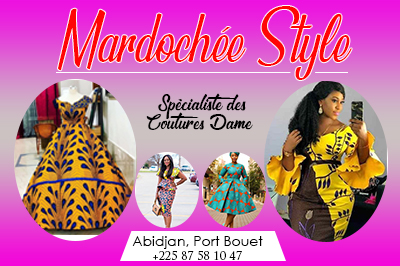 Mardochée Style
Spécialiste des
Coutures Dame
Abidjan, Port Bouet
+225 87 58 10 47